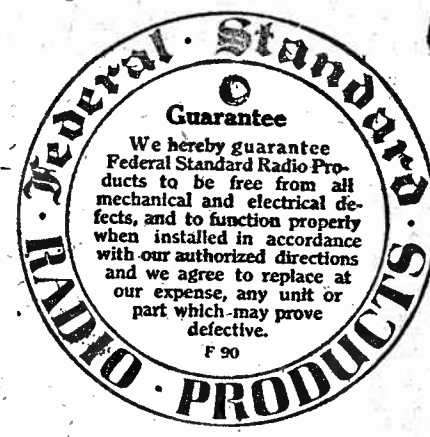 Federal · Standard ·
RADIO · PRODUCTS ·
Guarantee
We hereby guarantee
Federal Standard Radio Pro-
ducts to be free from all
mechanical and electrical de-
fects, and to function properly
when installed in accordance
with our authorized directions
and we agree to replace at
our expense, any unit or
part which may prove
defective.
F 90